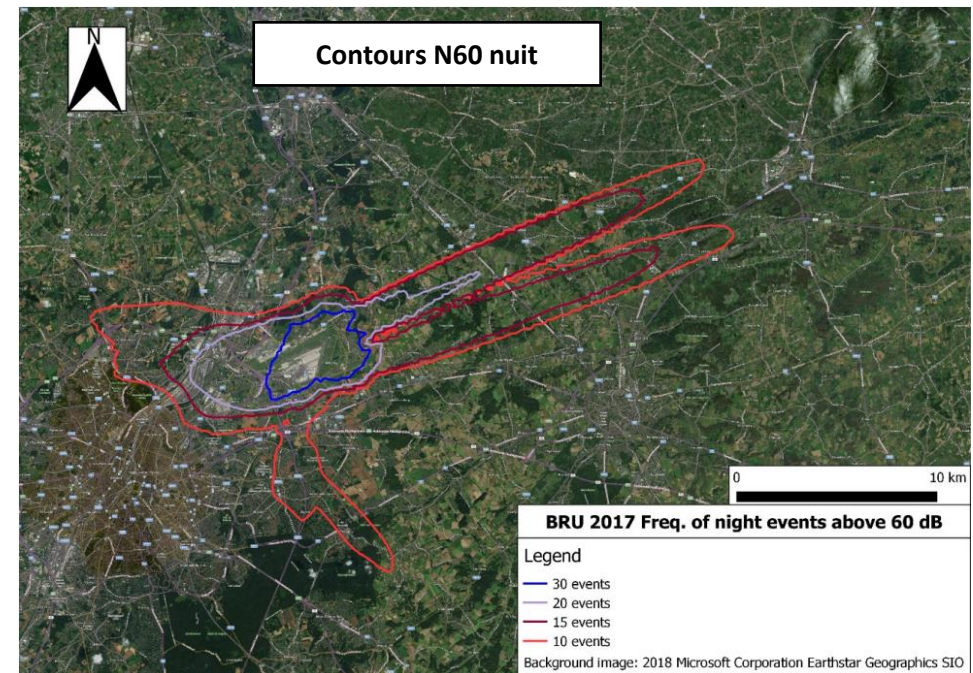 N
Contours N60 nuit
0 10 km
BRU 2017 Freq. of night events above 60 dB
Legend
30 events
20 events
15 events
10 events
Background image: 2018 Microsoft Corporation Earthstar Geographics SIO